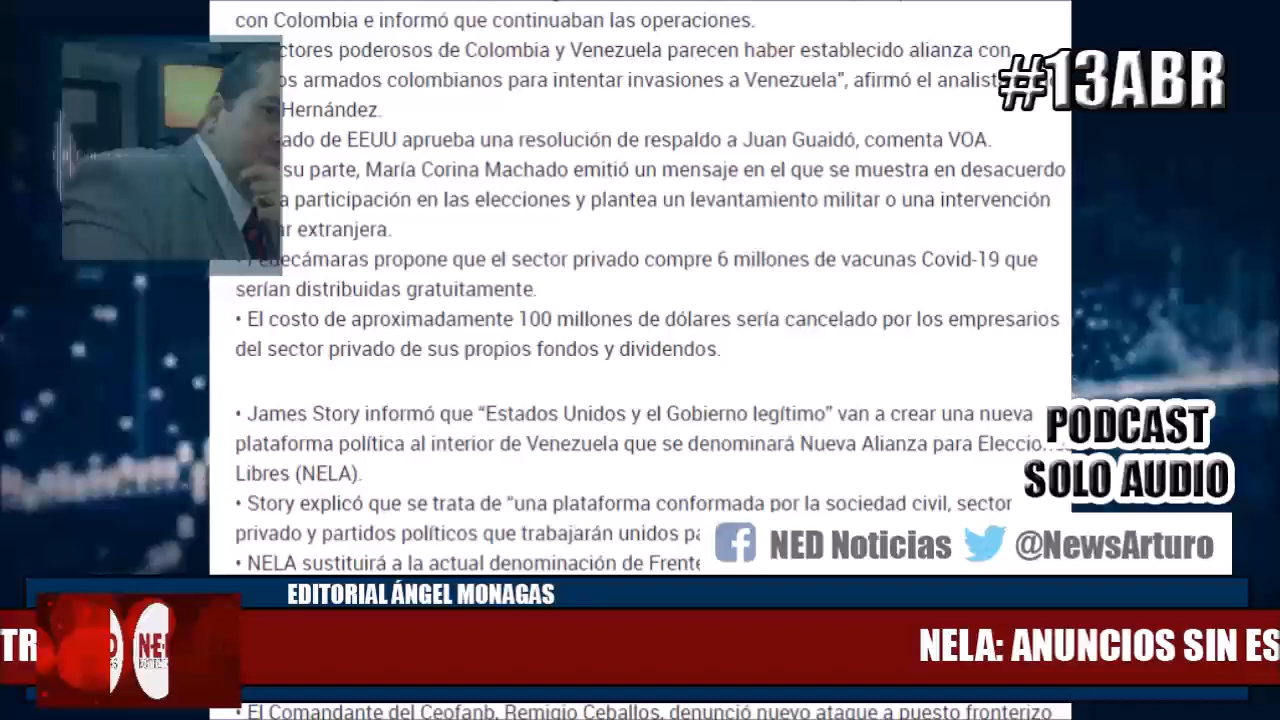 con Colombia e informó que continuaban las operaciones.
ctores poderosos de Colombia y Venezuela parecen haber establecido alianza con
os armados colombianos para intentar invasiones a Venezuela”, afirmó el analist
Hernández.
#13ABR
ado de EEUU aprueba una resolución de respaldo a Juan Guaidó, comenta VOA.
su parte, María Corina Machado emitió un mensaje en el que se muestra en desacuerdo
a participación en las elecciones y plantea un levantamiento militar o una intervención
ar extranjera.
• Fedecámaras propone que el sector privado compre 6 millones de vacunas Covid-19 que
serían distribuidas gratuitamente.
• El costo de aproximadamente 100 millones de dólares sería cancelado por los empresarios
del sector privado de sus propios fondos y dividendos.
• James Story informó que “Estados Unidos y el Gobierno legítimo” van a crear una nueva
plataforma política al interior de Venezuela que se denominará Nueva Alianza para Eleccion
Libres (NELA).
PODCAST
SOLO AUDIO
• Story explicó que se trata de “una plataforma conformada por la sociedad civil, sector
privado y partidos políticos que trabajarán unidos pa
• NELA sustituirá a la actual denominación de Frente
NED Noticias @NewsArturo
EDITORIAL ÁNGEL MONAGAS
TR
N-E-
NELA: ANUNCIOS SIN ES
• El Comandante del Ceofanb, Remigio Ceballos, denunció nuevo ataque a puesto fronterizo